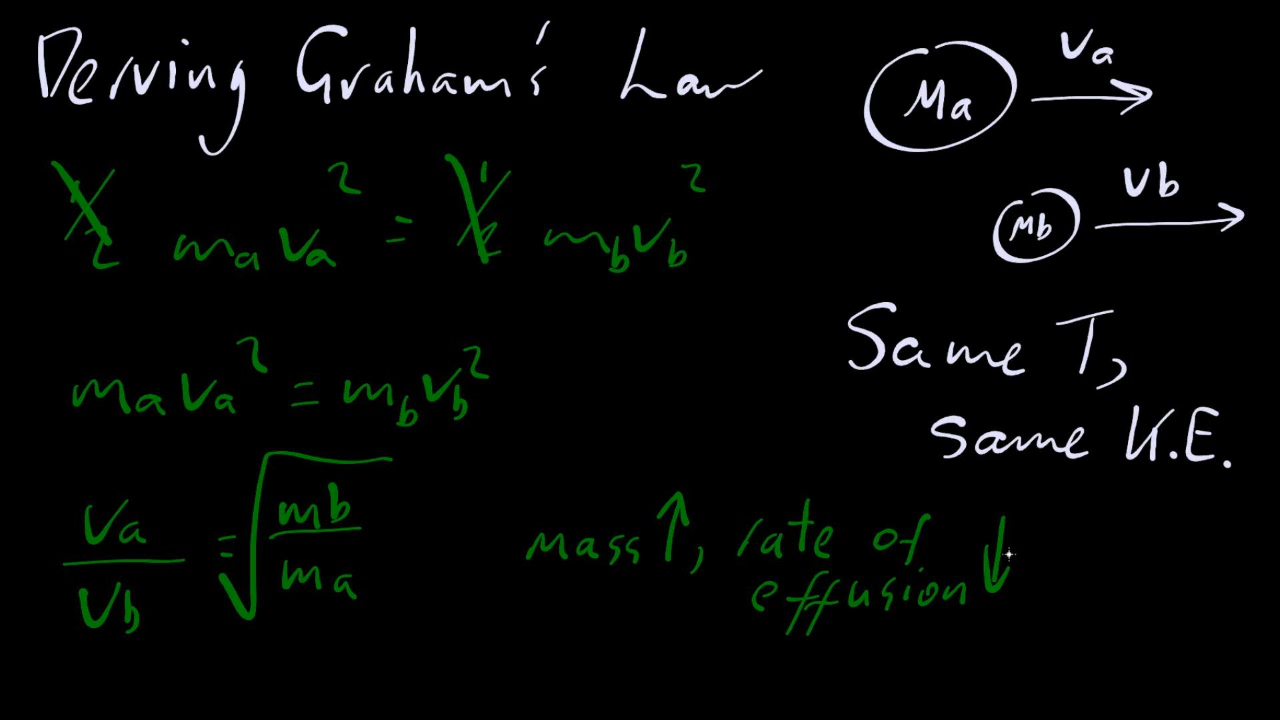 Deriving Graham's Law
Va
Ma
Vb
Mb
1/2 maVa² = 1/2 mbVb²
maVa² = mbVb²
Same T,
same K.E.
Va/Vb = √(mb/ma)
mass ↑, rate of
effusion ↓